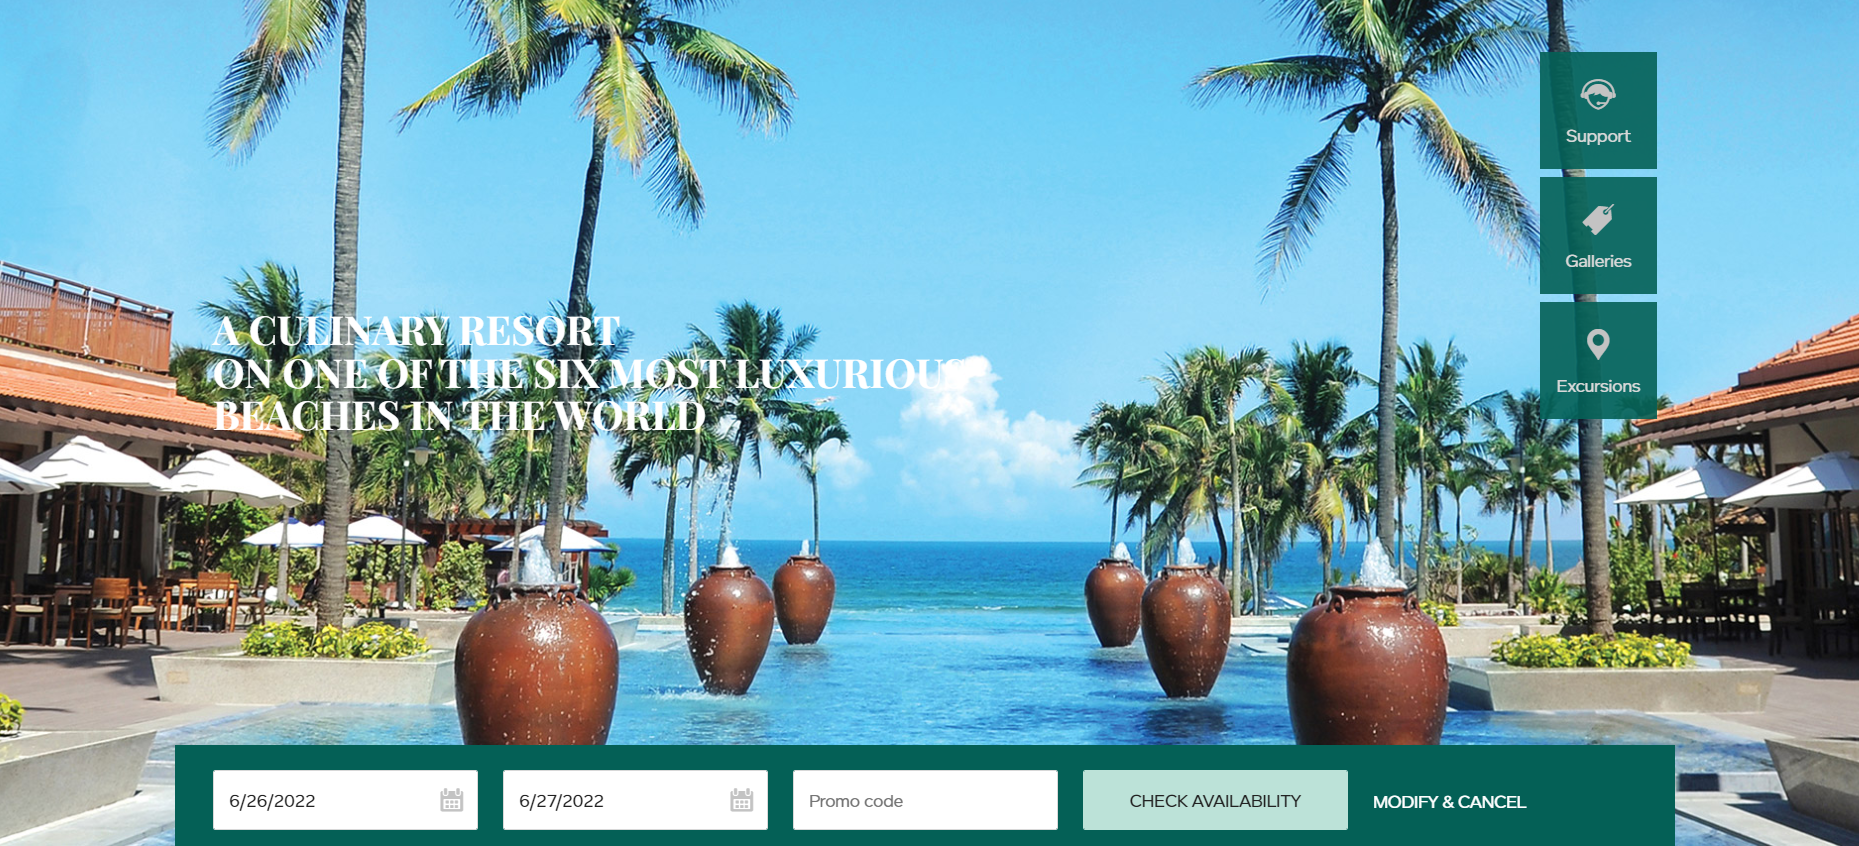 Support
Galleries
A CULINARY RESORT
ON ONE OF THE SIX MOST LUXURIOUS
BEACHES IN THE WORLD
Excursions
6/26/2022
6/27/2022
Promo code
CHECK AVAILABILITY
MODIFY & CANCEL